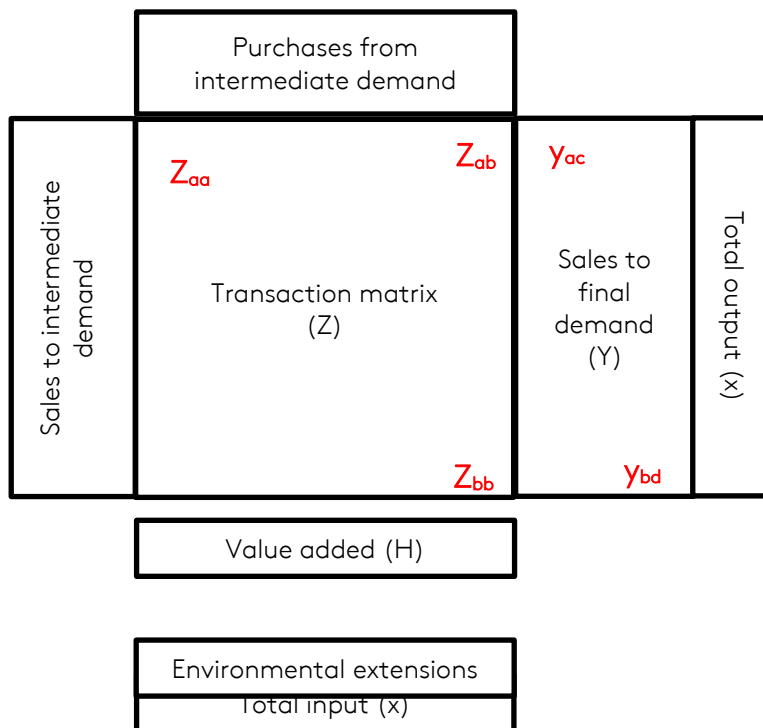 Purchases from
intermediate demand
Sales to intermediate
demand
Zaa
Zab
yac
Transaction matrix
(Z)
Sales to
final
demand
(Y)
Total output (x)
Zbb
ybd
Value added (H)
Environmental extensions
Total input (x)